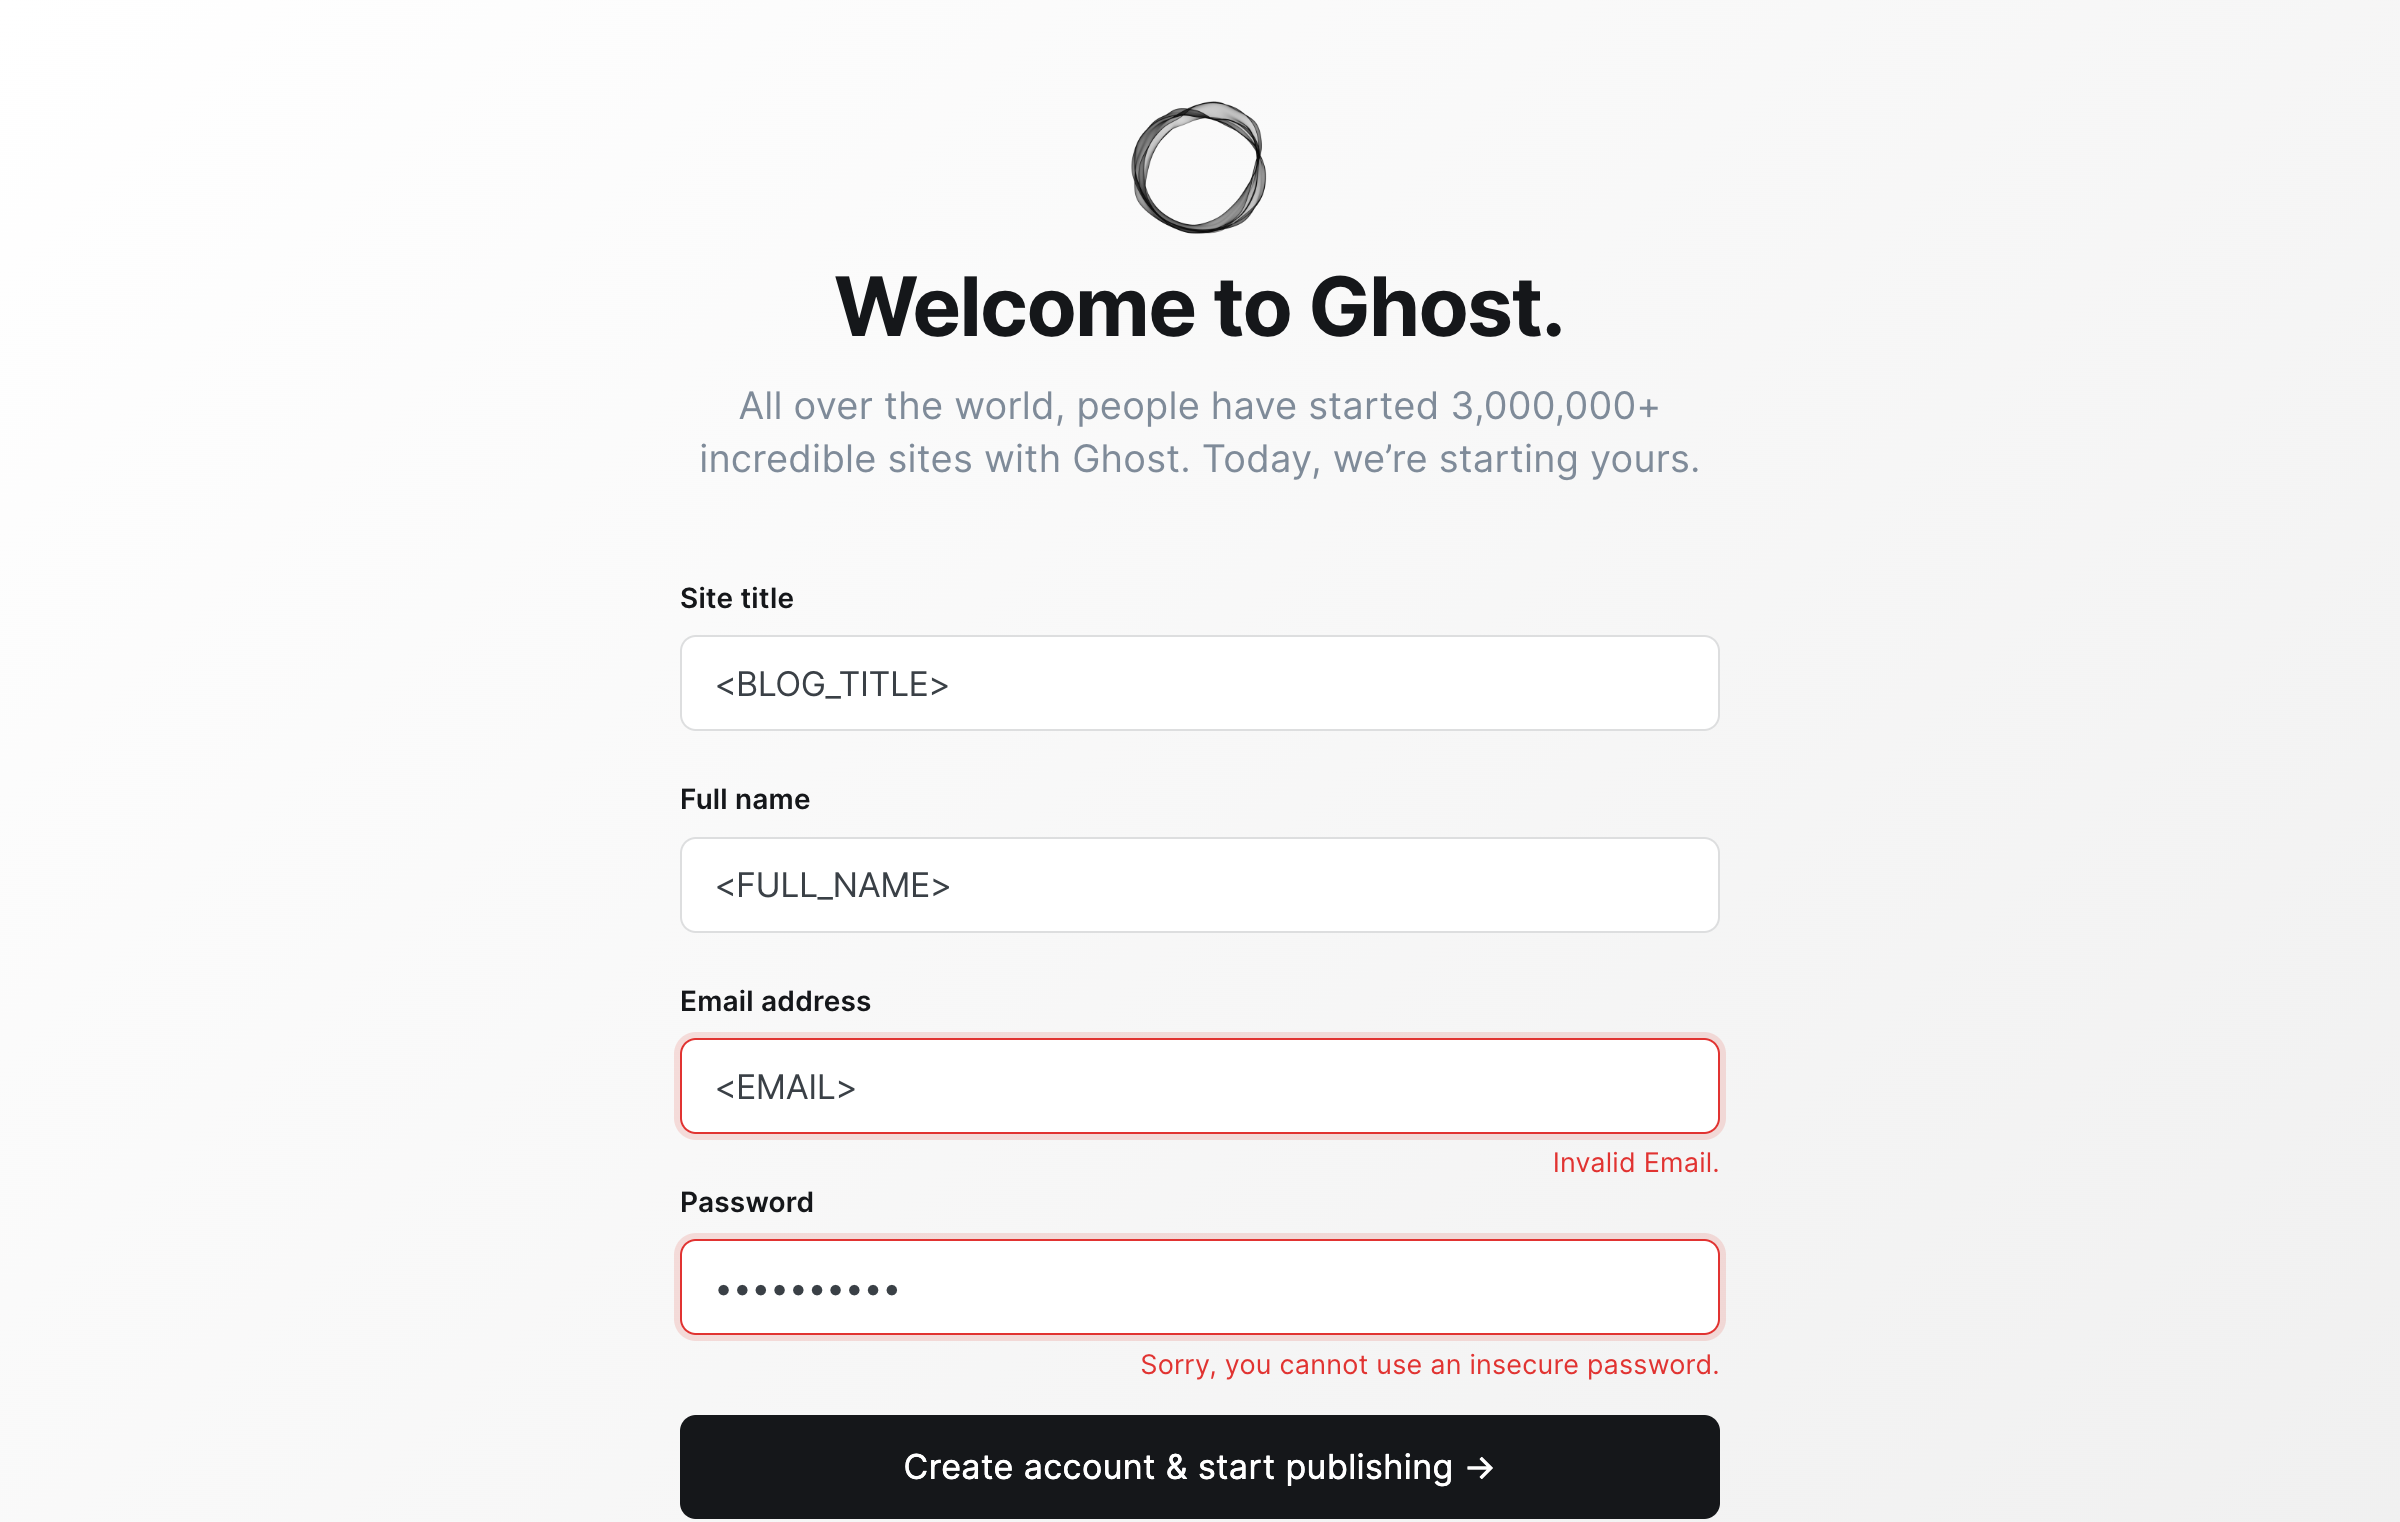 Welcome to Ghost.
All over the world, people have started 3,000,000+
incredible sites with Ghost. Today, we’re starting yours.
Site title
<BLOG_TITLE>
Full name
<FULL_NAME>
Email address
<EMAIL>
Invalid Email.
Password
••••••••••
Sorry, you cannot use an insecure password.
Create account & start publishing →